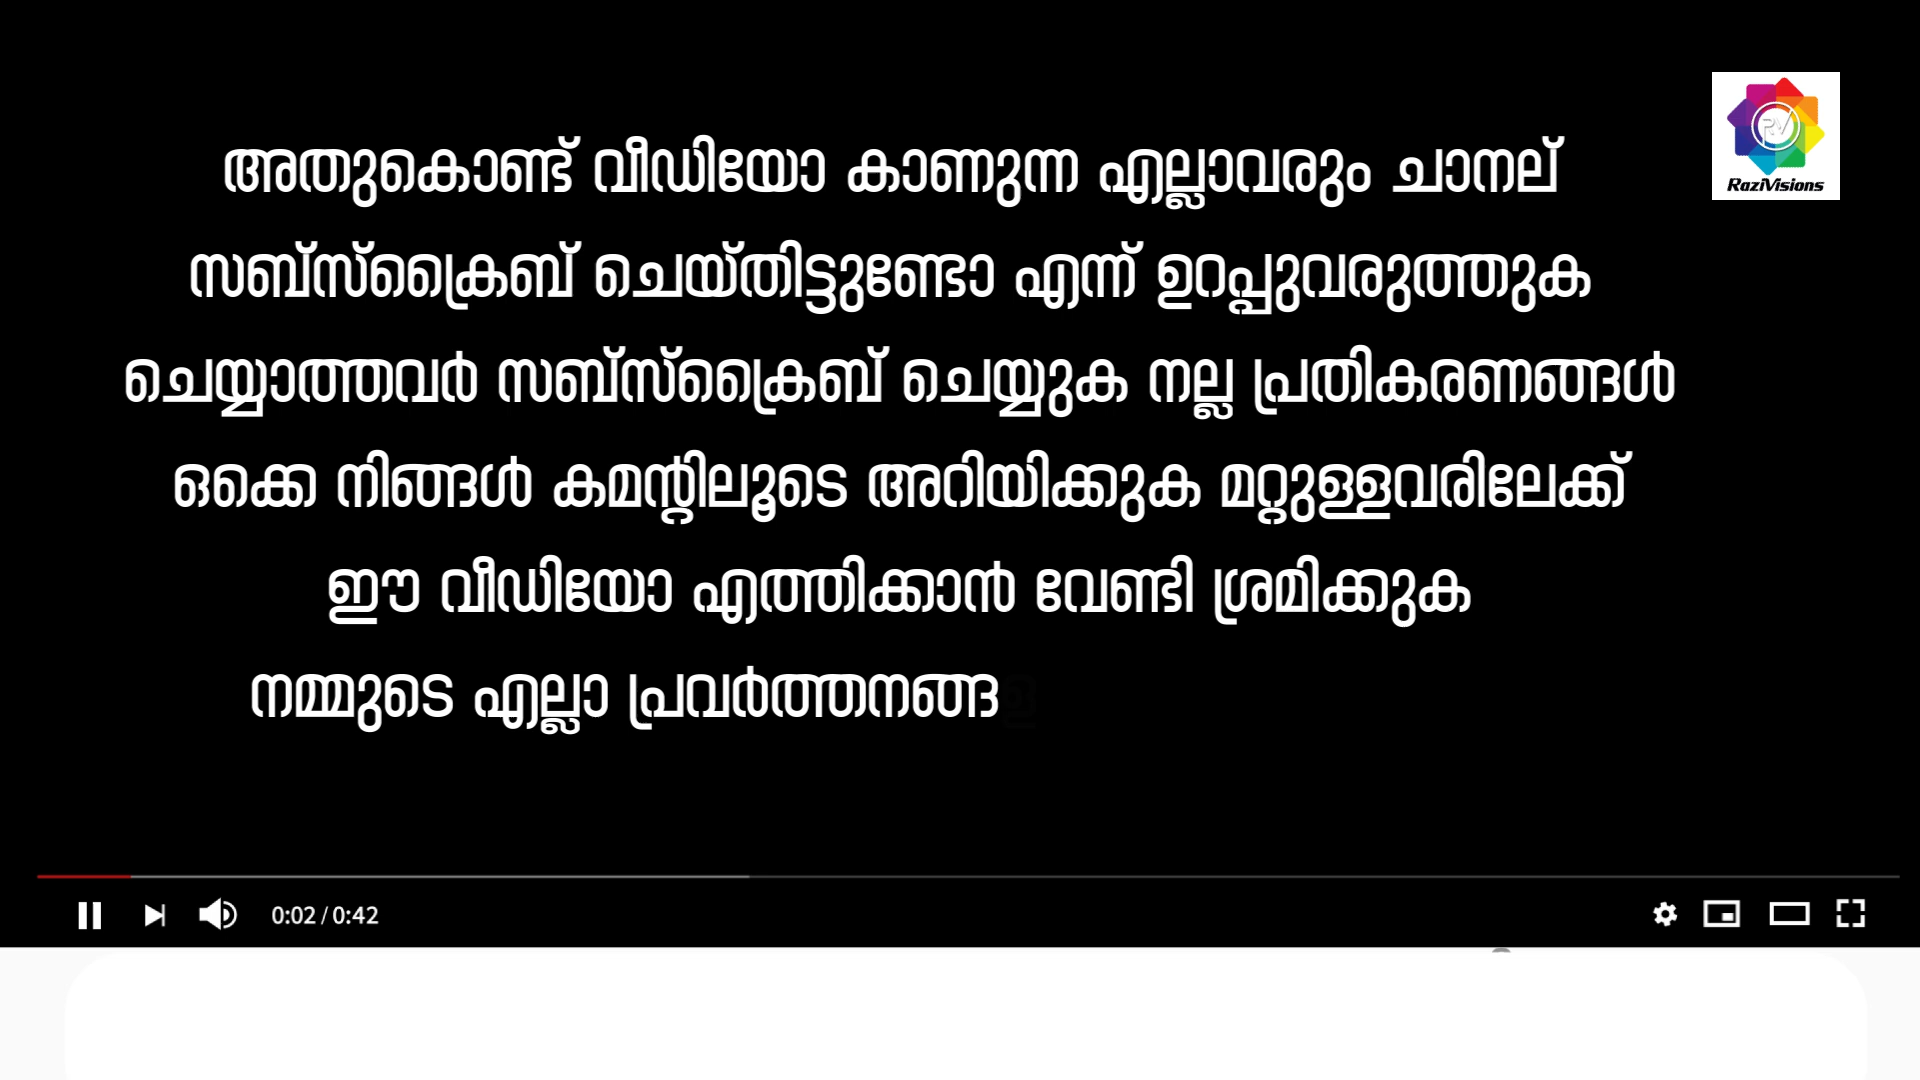 RV
RaziVisions
അതുകൊണ്ട് വീഡിയോ കാണുന്ന എല്ലാവരും ചാനല്
സബ്സ്ക്രൈബ് ചെയ്തിട്ടുണ്ടോ എന്ന് ഉറപ്പുവരുത്തുക
ചെയ്യാത്തവർ സബ്സ്ക്രൈബ് ചെയ്യുക നല്ല പ്രതികരണങ്ങൾ
ഒക്കെ നിങ്ങൾ കമന്റിലൂടെ അറിയിക്കുക മറ്റുള്ളവരിലേക്ക്
ഈ വീഡിയോ എത്തിക്കാൻ വേണ്ടി ശ്രമിക്കുക
നമ്മുടെ എല്ലാ പ്രവർത്തനങ്ങ
0:02 / 0:42